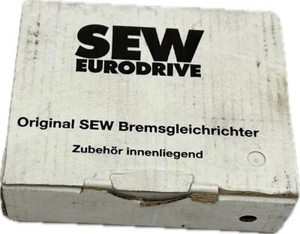 SEW
EURODRIVE
Original SEW Bremsgleichrichter
Zubehör innenliegend